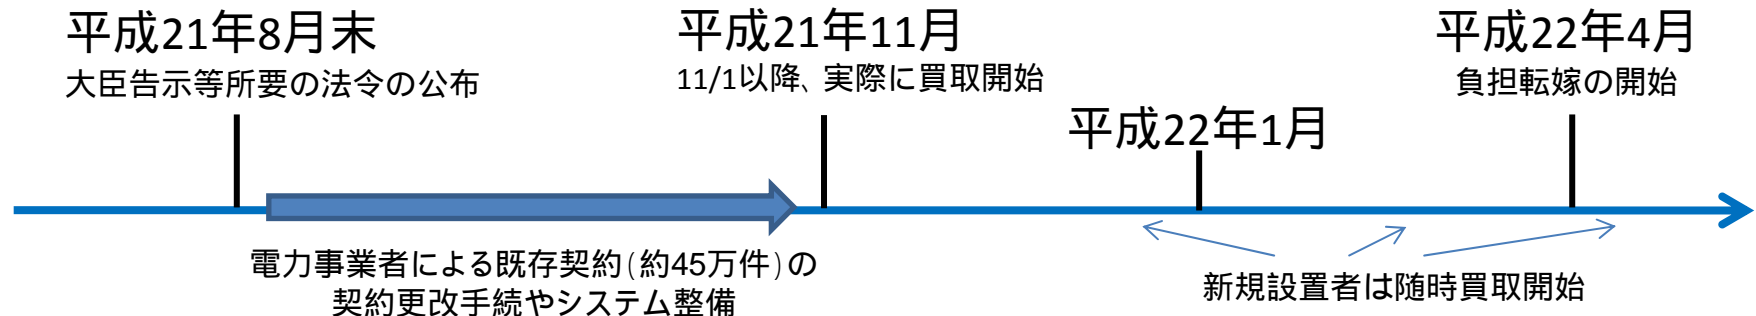 平成21年8月末
大臣告示等所要の法令の公布
平成21年11月
11/1以降、実際に買取開始
平成22年1月
平成22年4月
負担転嫁の開始
電力事業者による既存契約(約45万件)の
契約更改手続やシステム整備
新規設置者は随時買取開始